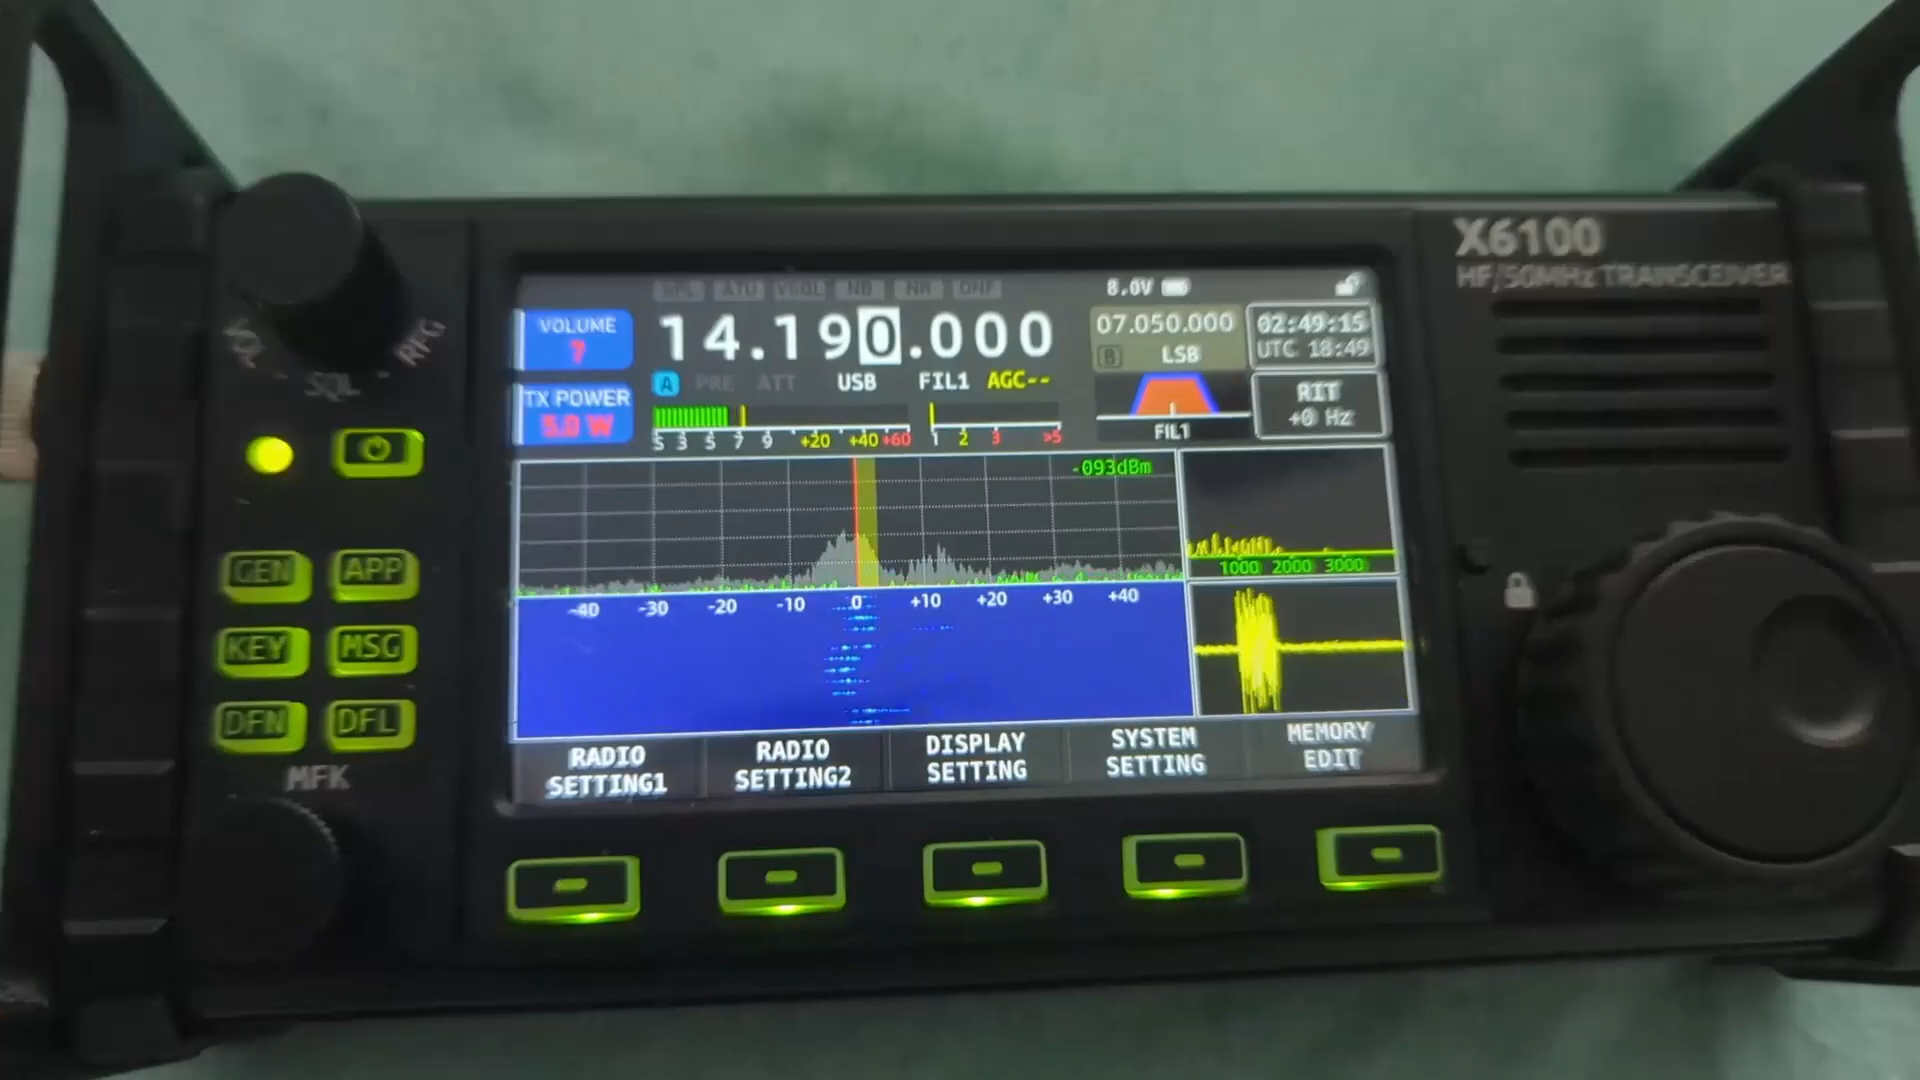 X6100
HF/50MHz TRANSCEIVER
SPL ATU VSQL NB NR DNF
8.0V
VOLUME
7
14.190.000
07.050.000
B LSB
02:49:15
UTC 18:49
TX POWER
5.0 W
A PRE ATT USB FIL1 AGC--
S 3 5 7 9 +20 +40 +60
1 2 3 >5
FIL1
RIT
+0 Hz
VOL SQL RFG
-093dBm
1000 2000 3000
-40 -30 -20 -10 0 +10 +20 +30 +40
GEN APP
KEY MSG
DFN DFL
MFK
RADIO
SETTING1
RADIO
SETTING2
DISPLAY
SETTING
SYSTEM
SETTING
MEMORY
EDIT